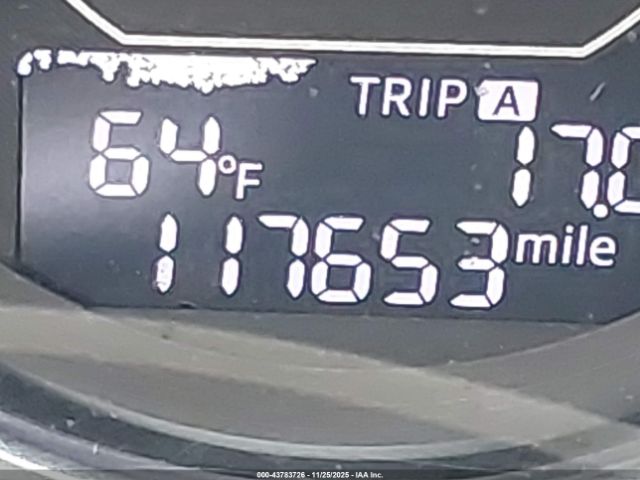 TRIP A
64°F 17.0
117653 mile
000-43783726 - 11/25/2025 - IAA Inc.